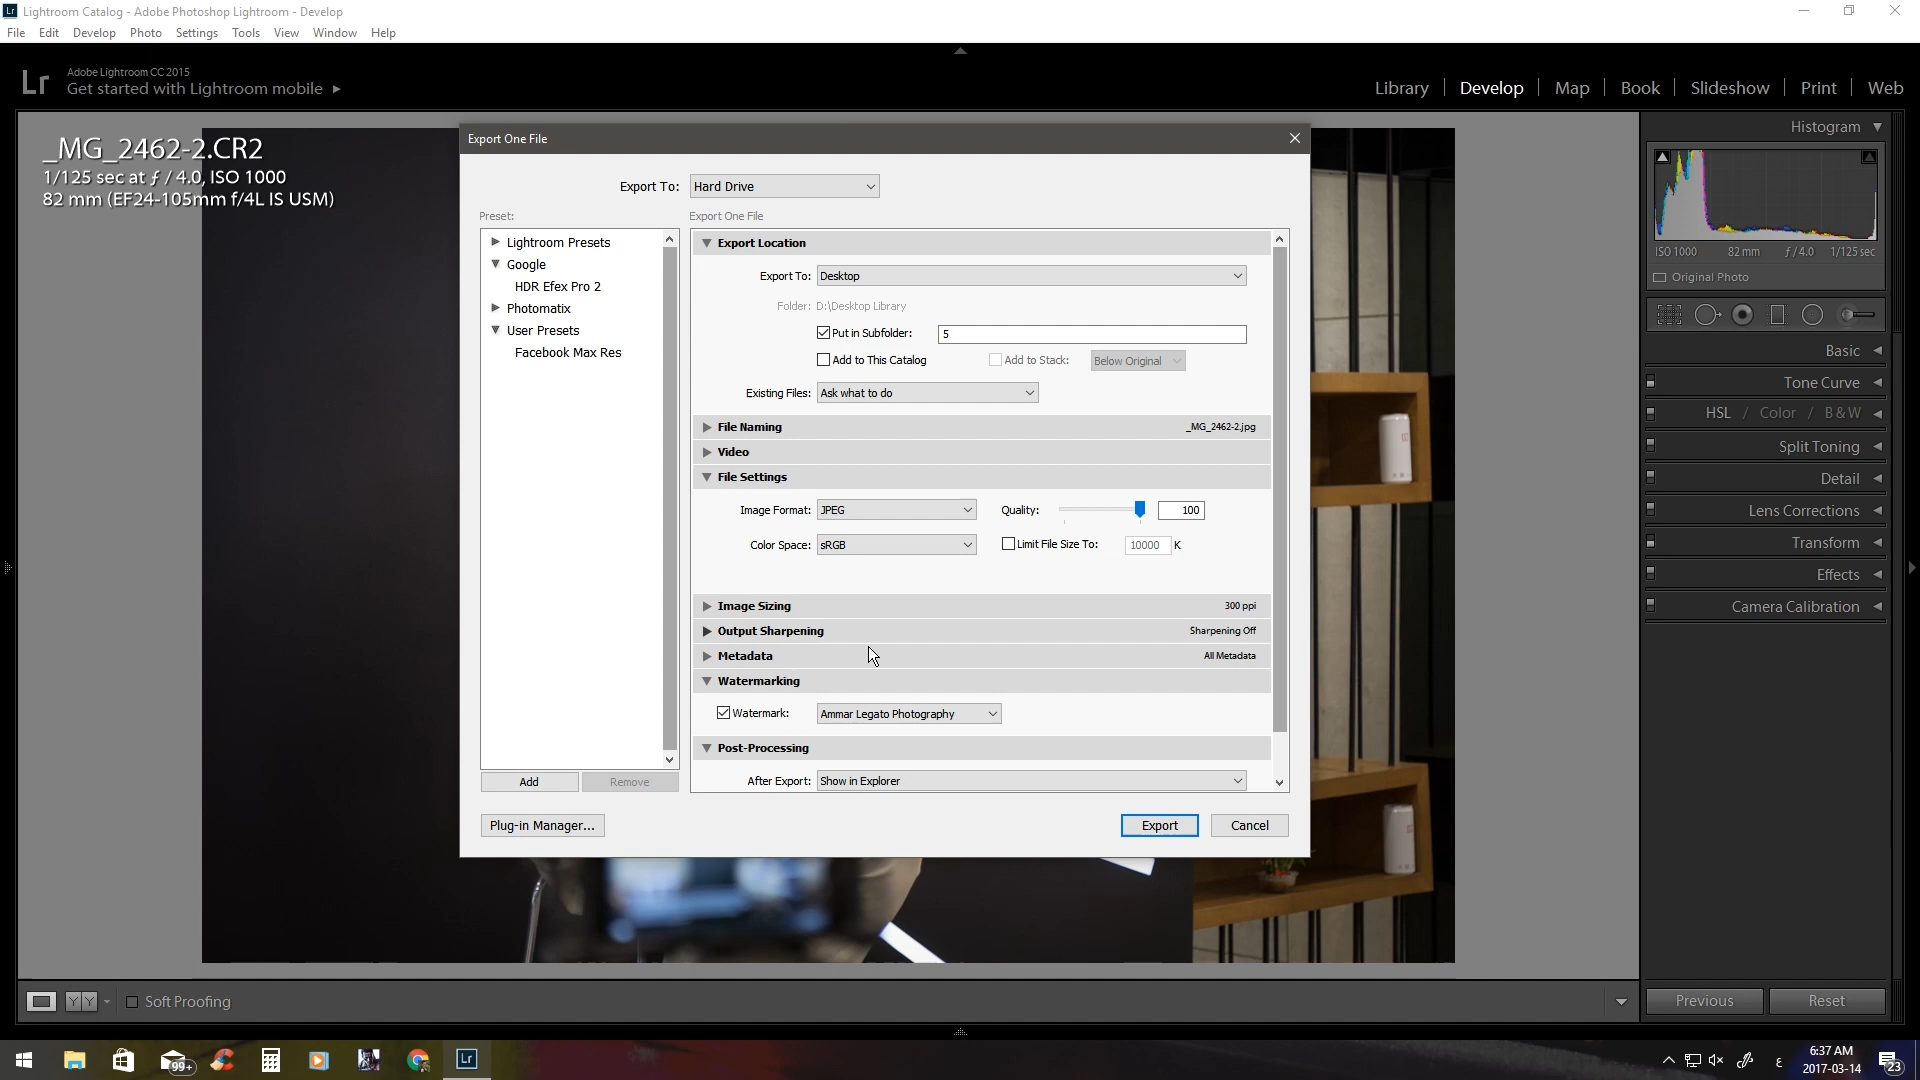 Lightroom Catalog - Adobe Photoshop Lightroom - Develop
File Edit Develop Photo Settings Tools View Window Help
Lr
Adobe Lightroom CC 2015
Get started with Lightroom mobile
Library Develop Map Book Slideshow Print Web
_MG_2462-2.CR2
1/125 sec at ƒ / 4.0, ISO 1000
82 mm (EF24-105mm f/4L IS USM)
Export One File
Export To: Hard Drive
Preset:
Lightroom Presets
Google
HDR Efex Pro 2
Photomatix
User Presets
Facebook Max Res
Add Remove
Export One File
Export Location
Export To: Desktop
Folder: D:\Desktop Library
Put in Subfolder: 5
Add to This Catalog Add to Stack: Below Original
Existing Files: Ask what to do
File Naming _MG_2462-2.jpg
Video
File Settings
Image Format: JPEG Quality: 100
Color Space: sRGB Limit File Size To: 10000 K
Image Sizing 300 ppi
Output Sharpening Sharpening Off
Metadata All Metadata
Watermarking
Watermark: Ammar Legato Photography
Post-Processing
After Export: Show in Explorer
Plug-in Manager... Export Cancel
Histogram
ISO 1000 82 mm ƒ / 4.0 1/125 sec
Original Photo
Basic
Tone Curve
HSL / Color / B & W
Split Toning
Detail
Lens Corrections
Transform
Effects
Camera Calibration
Y Y Soft Proofing
Previous Reset
99+
Lr
ع
6:37 AM
2017-03-14
23